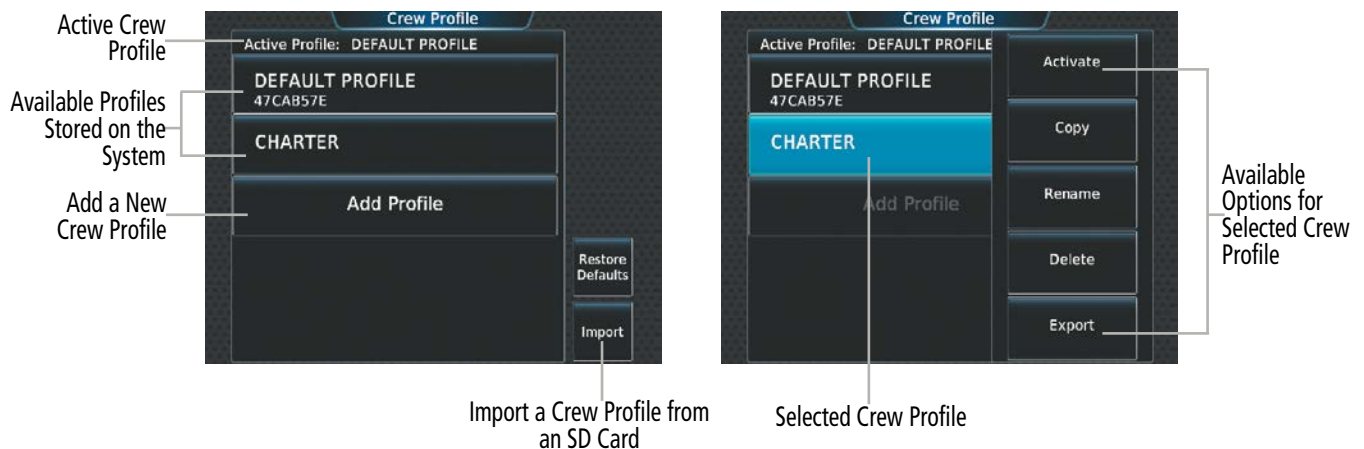 Crew Profile
Active Profile: DEFAULT PROFILE
DEFAULT PROFILE
47CAB57E
CHARTER
Add Profile
Restore
Defaults
Import
Active Crew
Profile
Available Profiles
Stored on the
System
Add a New
Crew Profile
Import a Crew Profile from
an SD Card
Crew Profile
Active Profile: DEFAULT PROFILE
DEFAULT PROFILE
47CAB57E
CHARTER
Add Profile
Activate
Copy
Rename
Delete
Export
Available
Options for
Selected Crew
Profile
Selected Crew Profile